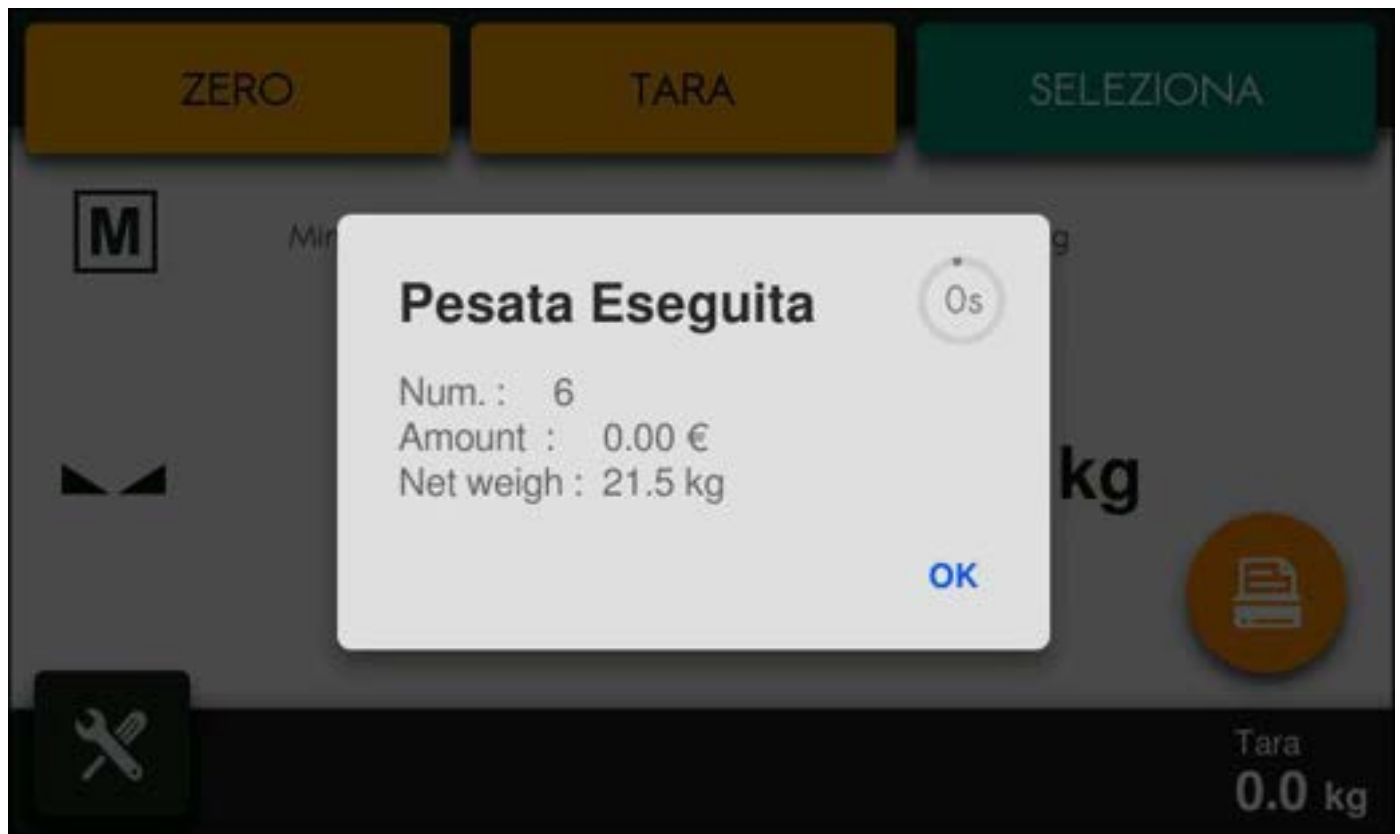 ZERO
TARA
SELEZIONA
M
Pesata Eseguita
0s
Num. : 6
Amount : 0.00 €
Net weigh : 21.5 kg
kg
OK
Tara
0.0 kg